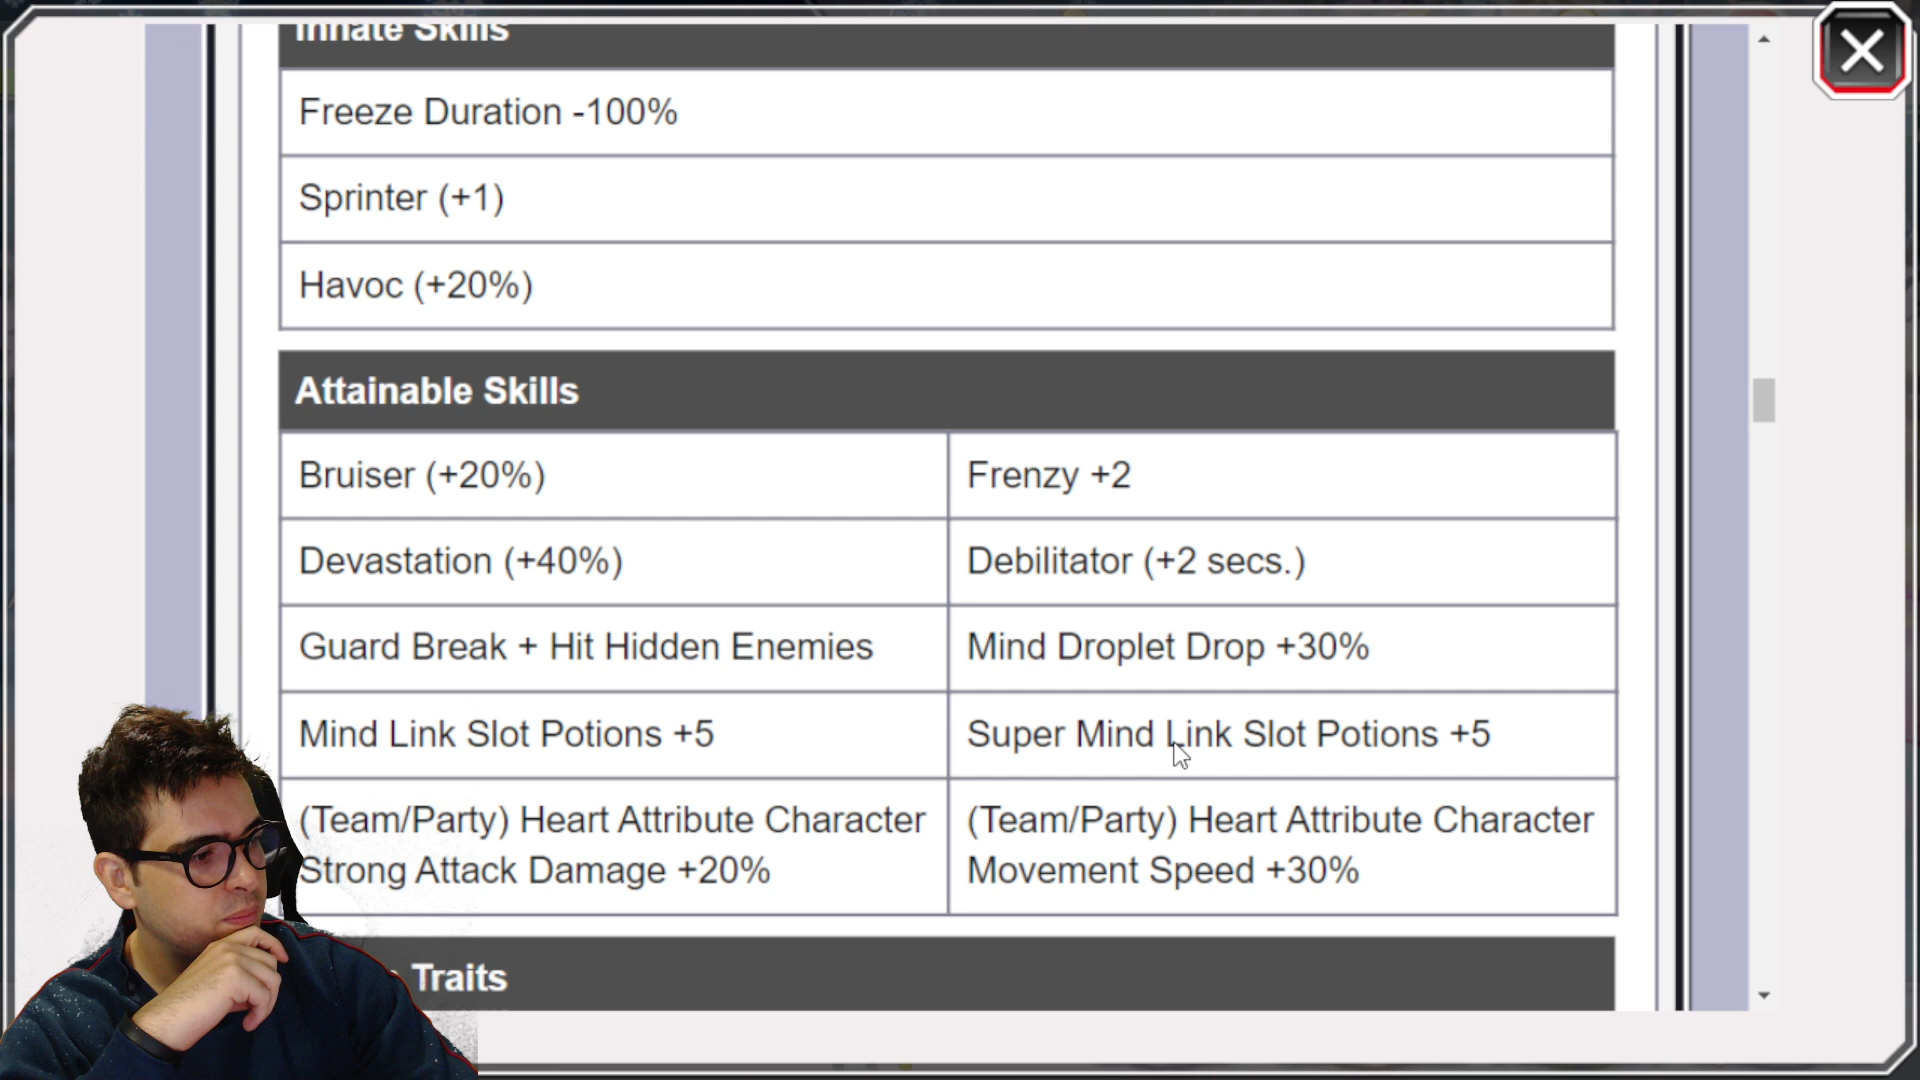 Innate Skills
Freeze Duration -100%
Sprinter (+1)
Havoc (+20%)
Attainable Skills
Bruiser (+20%)
Frenzy +2
Devastation (+40%)
Debilitator (+2 secs.)
Guard Break + Hit Hidden Enemies
Mind Droplet Drop +30%
Mind Link Slot Potions +5
Super Mind Link Slot Potions +5
(Team/Party) Heart Attribute Character
Strong Attack Damage +20%
(Team/Party) Heart Attribute Character
Movement Speed +30%
Traits